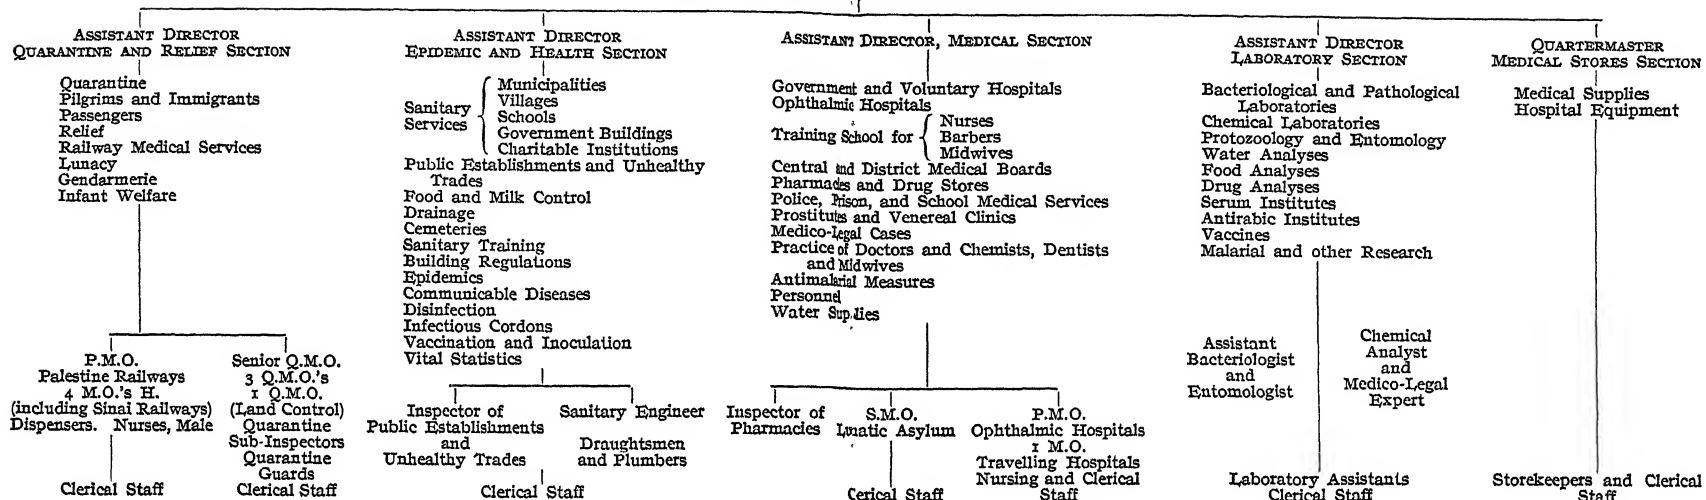 ASSISTANT DIRECTOR
QUARANTINE AND RELIEF SECTION
Quarantine
Pilgrims and Immigrants
Passengers
Relief
Railway Medical Services
Lunacy
Gendarmerie
Infant Welfare
P.M.O.
Palestine Railways
4 M.O.'s H.
(including Sinai Railways)
Dispensers. Nurses, Male
Clerical Staff
Senior Q.M.O.
3 Q.M.O.'s
1 Q.M.O.
(Land Control)
Quarantine
Sub-Inspectors
Quarantine
Guards
Clerical Staff
ASSISTANT DIRECTOR
EPIDEMIC AND HEALTH SECTION
Sanitary
Services
Municipalities
Villages
Schools
Government Buildings
Charitable Institutions
Public Establishments and Unhealthy
Trades
Food and Milk Control
Drainage
Cemeteries
Sanitary Training
Building Regulations
Epidemics
Communicable Diseases
Disinfection
Infectious Cordons
Vaccination and Inoculation
Vital Statistics
Inspector of
Public Establishments
and
Unhealthy Trades
Sanitary Engineer
Draughtsmen
and Plumbers
Clerical Staff
ASSISTANT DIRECTOR, MEDICAL SECTION
Government and Voluntary Hospitals
Ophthalmic Hospitals
Training School for
Nurses
Barbers
Midwives
Central and District Medical Boards
Pharmacies and Drug Stores
Police, Prison, and School Medical Services
Prostitutes and Venereal Clinics
Medico-Legal Cases
Practice of Doctors and Chemists, Dentists
and Midwives
Antimalarial Measures
Personnel
Water Supplies
Inspector of
Pharmacies
S.M.O.
Lunatic Asylum
Clerical Staff
P.M.O.
Ophthalmic Hospitals
1 M.O.
Travelling Hospitals
Nursing and Clerical
Staff
ASSISTANT DIRECTOR
LABORATORY SECTION
Bacteriological and Pathological
Laboratories
Chemical Laboratories
Protozoology and Entomology
Water Analyses
Food Analyses
Drug Analyses
Serum Institutes
Antirabic Institutes
Vaccines
Malarial and other Research
Assistant
Bacteriologist
and
Entomologist
Chemical
Analyst
and
Medico-Legal
Expert
Laboratory Assistants
Clerical Staff
QUARTERMASTER
MEDICAL STORES SECTION
Medical Supplies
Hospital Equipment
Storekeepers and Clerical
Staff